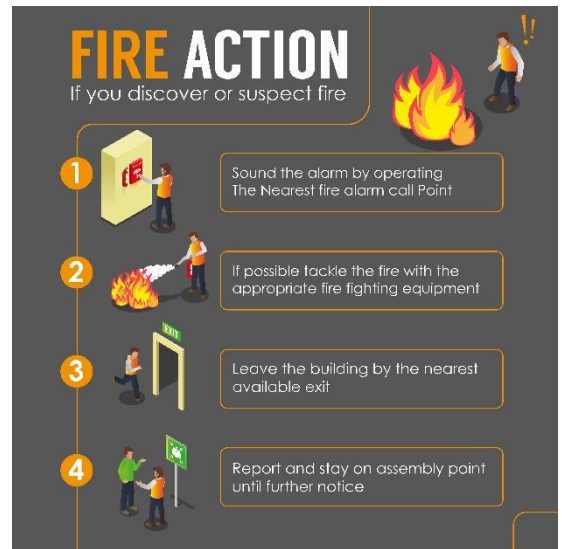 FIRE ACTION
If you discover or suspect fire
!!
1
Sound the alarm by operating
The Nearest fire alarm call Point
2
If possible tackle the fire with the
appropriate fire fighting equipment
EXIT
3
Leave the building by the nearest
available exit
4
Report and stay on assembly point
until further notice